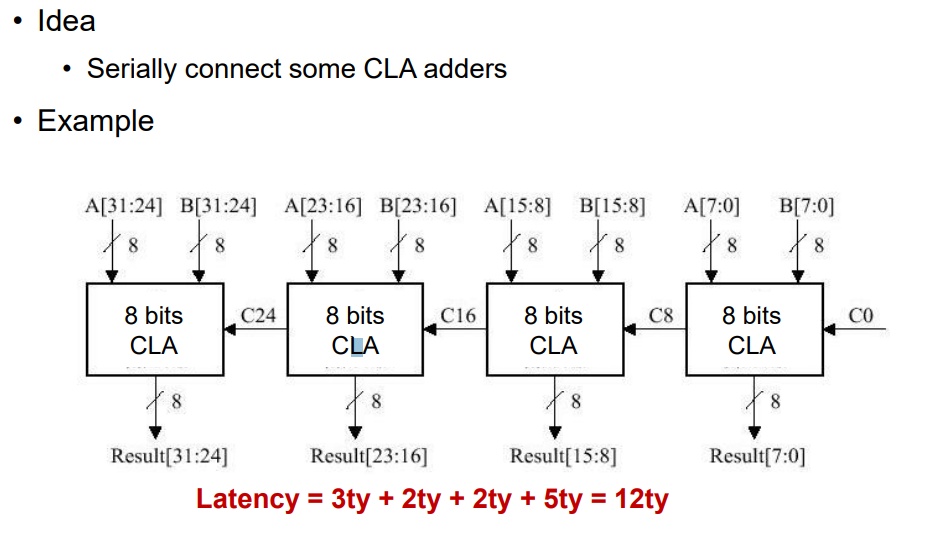 • Idea
• Serially connect some CLA adders
• Example
A[31:24] B[31:24] A[23:16] B[23:16] A[15:8] B[15:8] A[7:0] B[7:0]
8 8 8 8 8 8 8 8
8 bits CLA C24 8 bits CLA C16 8 bits CLA C8 8 bits CLA C0
8 8 8 8
Result[31:24] Result[23:16] Result[15:8] Result[7:0]
Latency = 3ty + 2ty + 2ty + 5ty = 12ty